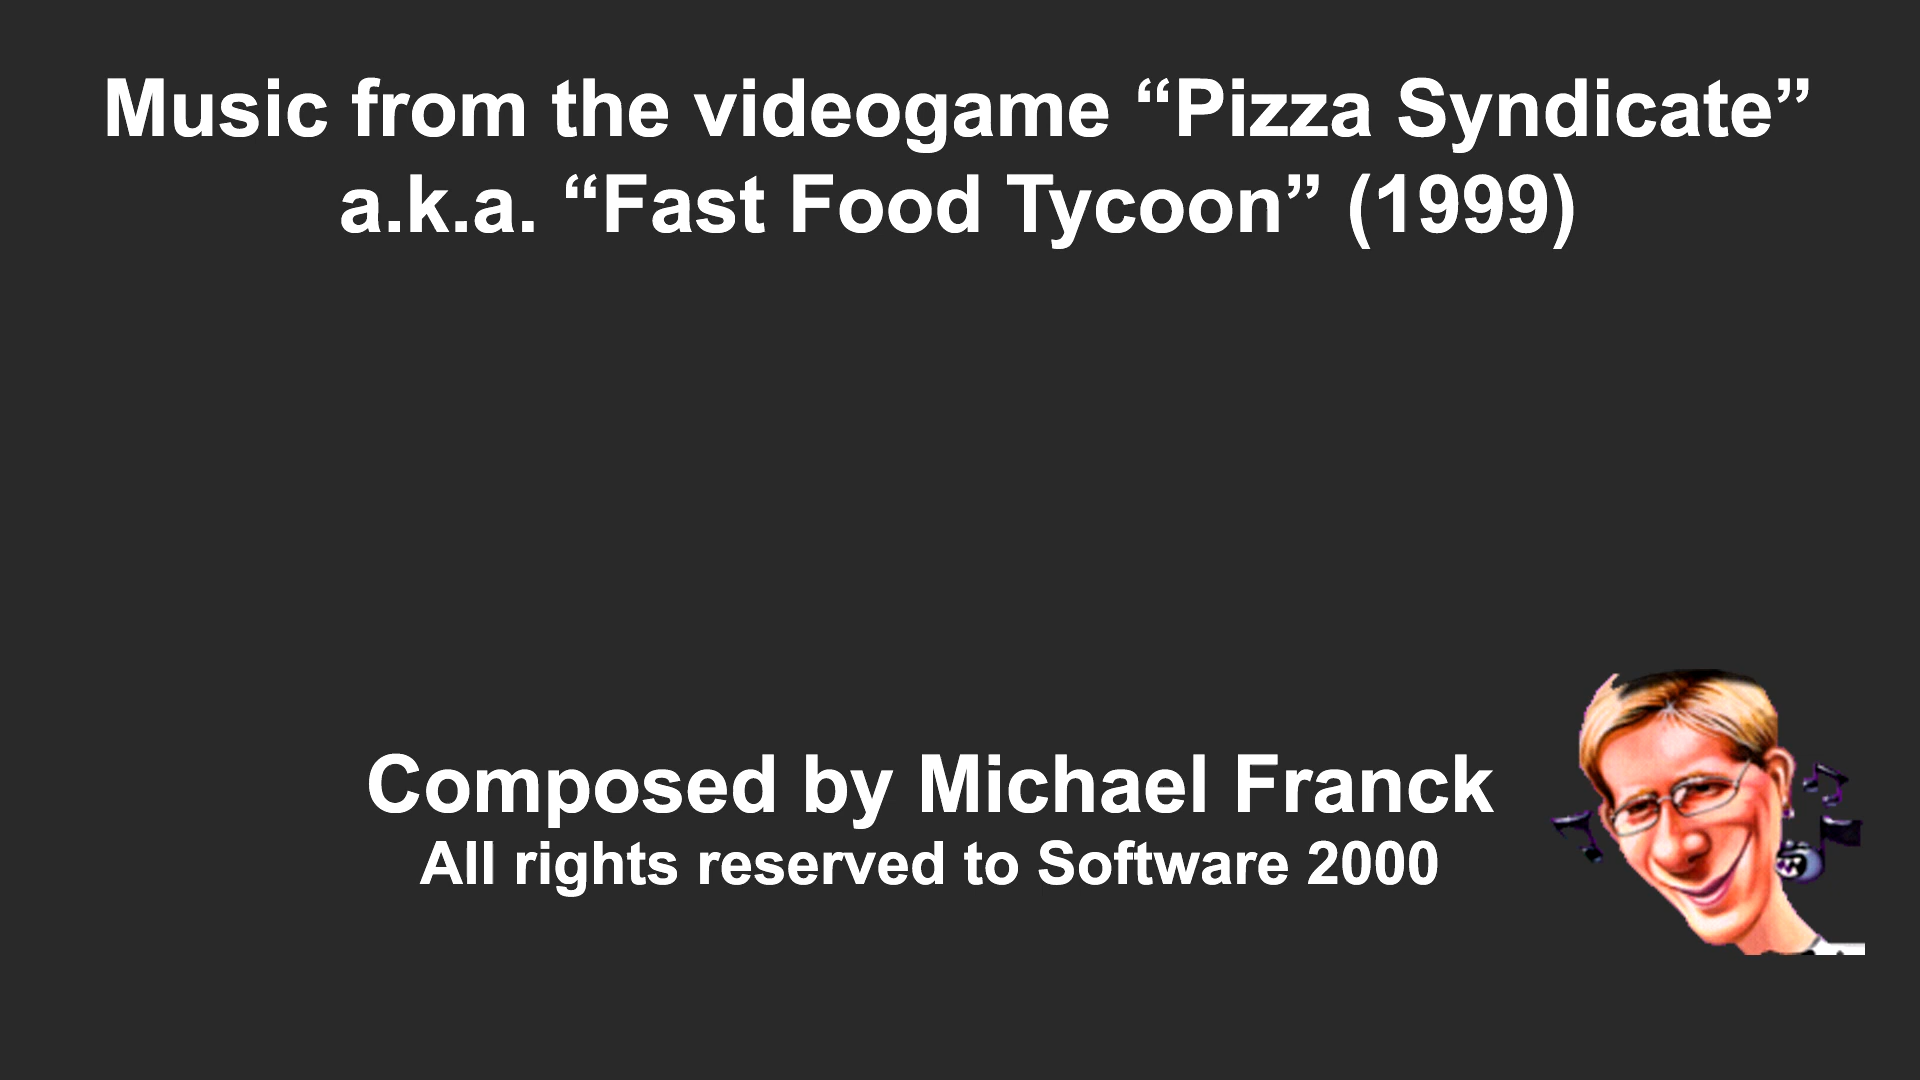 Music from the videogame “Pizza Syndicate”
a.k.a. “Fast Food Tycoon” (1999)
Composed by Michael Franck
All rights reserved to Software 2000